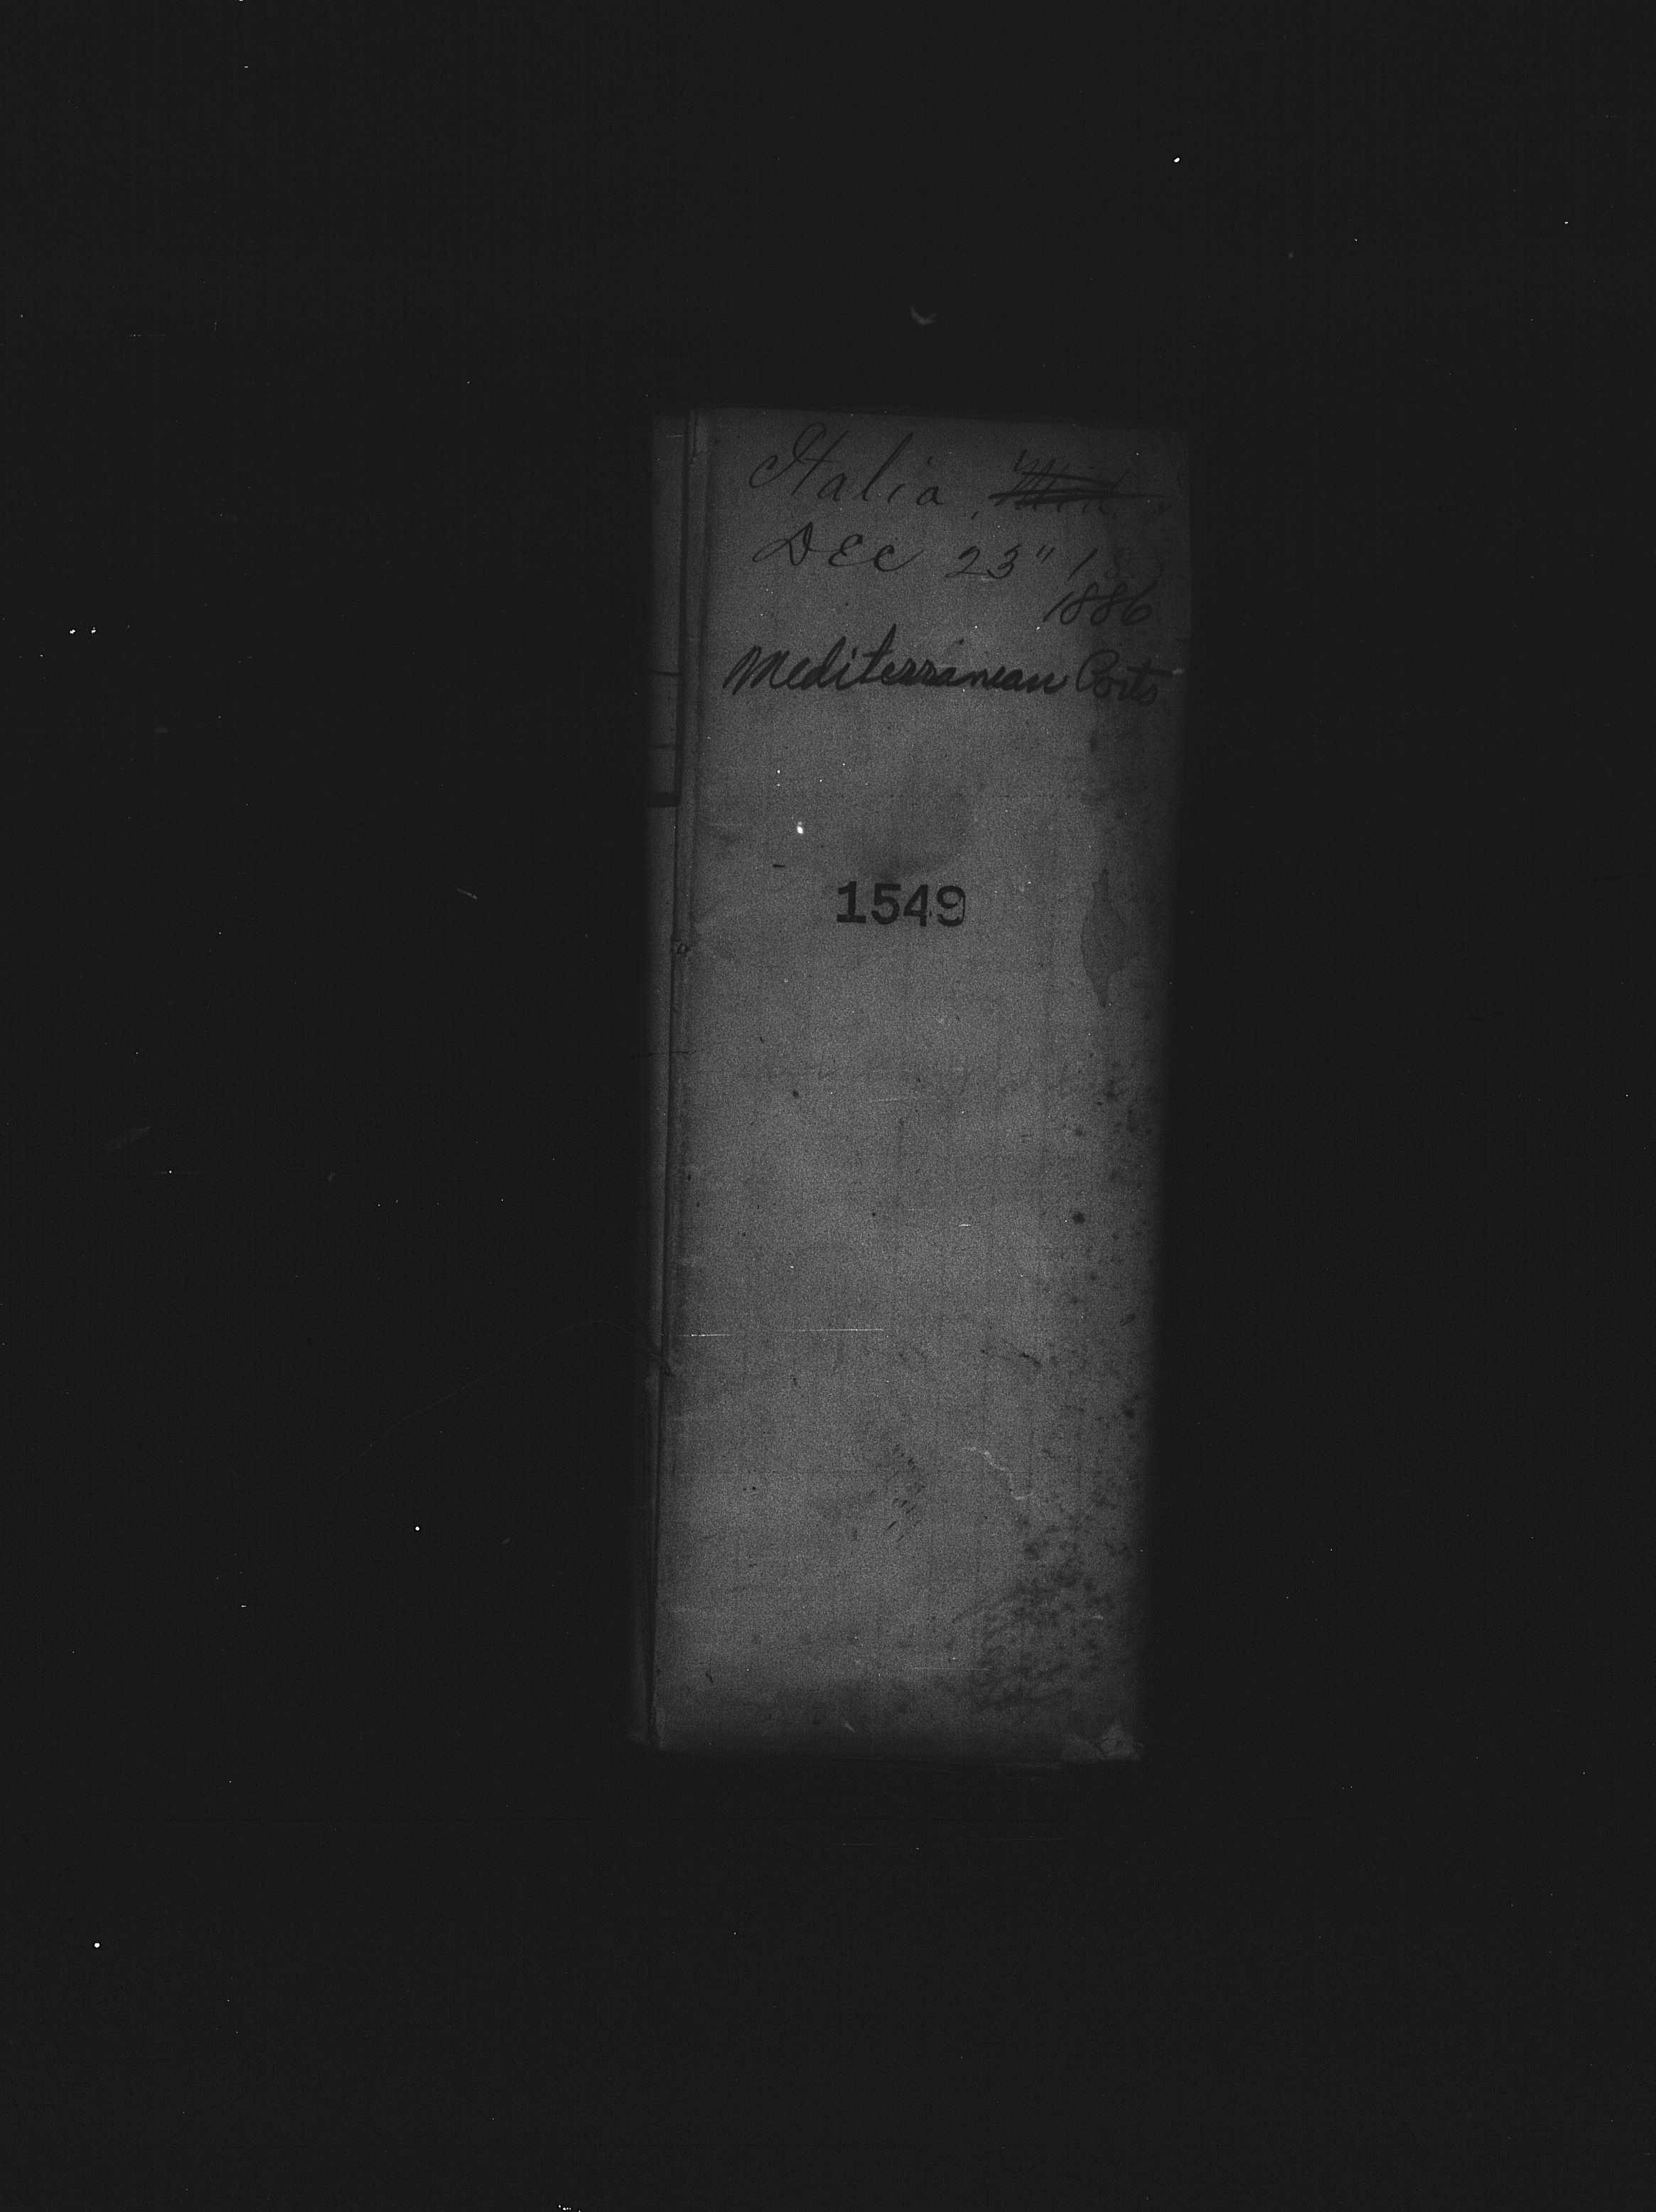 Italia,
Dec 23" 18
1886
Mediterranean Ports
1549